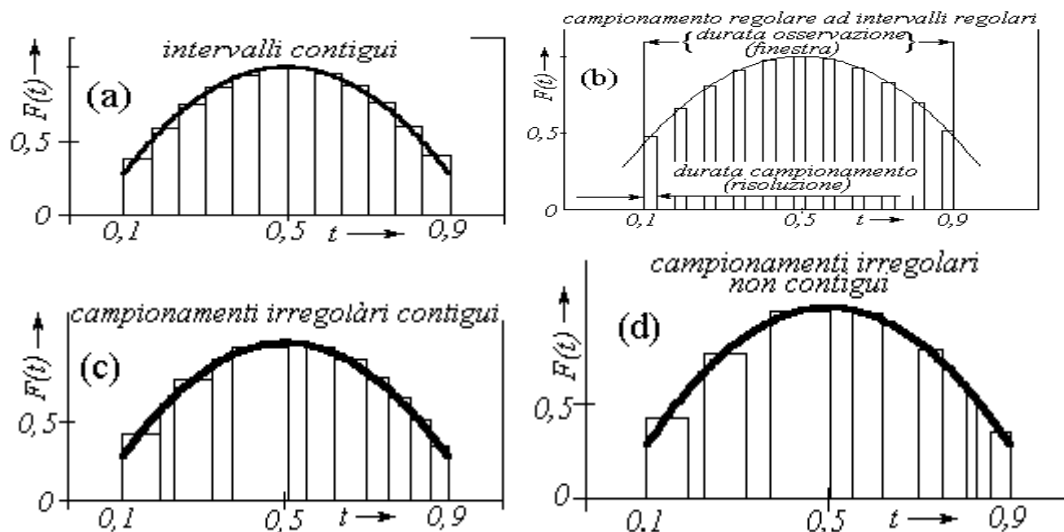 intervalli contigui
(a)
F(t)
0,5
0
0,1
0,5
t
0,9
campionamento regolare ad intervalli regolari
{ durata osservazione }
(finestra)
(b)
F(t)
0,5
durata campionamento
(risoluzione)
0
0,1
0,5
t
0,9
campionamenti irregolàri contigui
(c)
F(t)
0,5
0
0,1
0,5
t
0,9
campionamenti irregolari
non contigui
(d)
F(t)
0,5
0
0,1
0,5
t
0,9